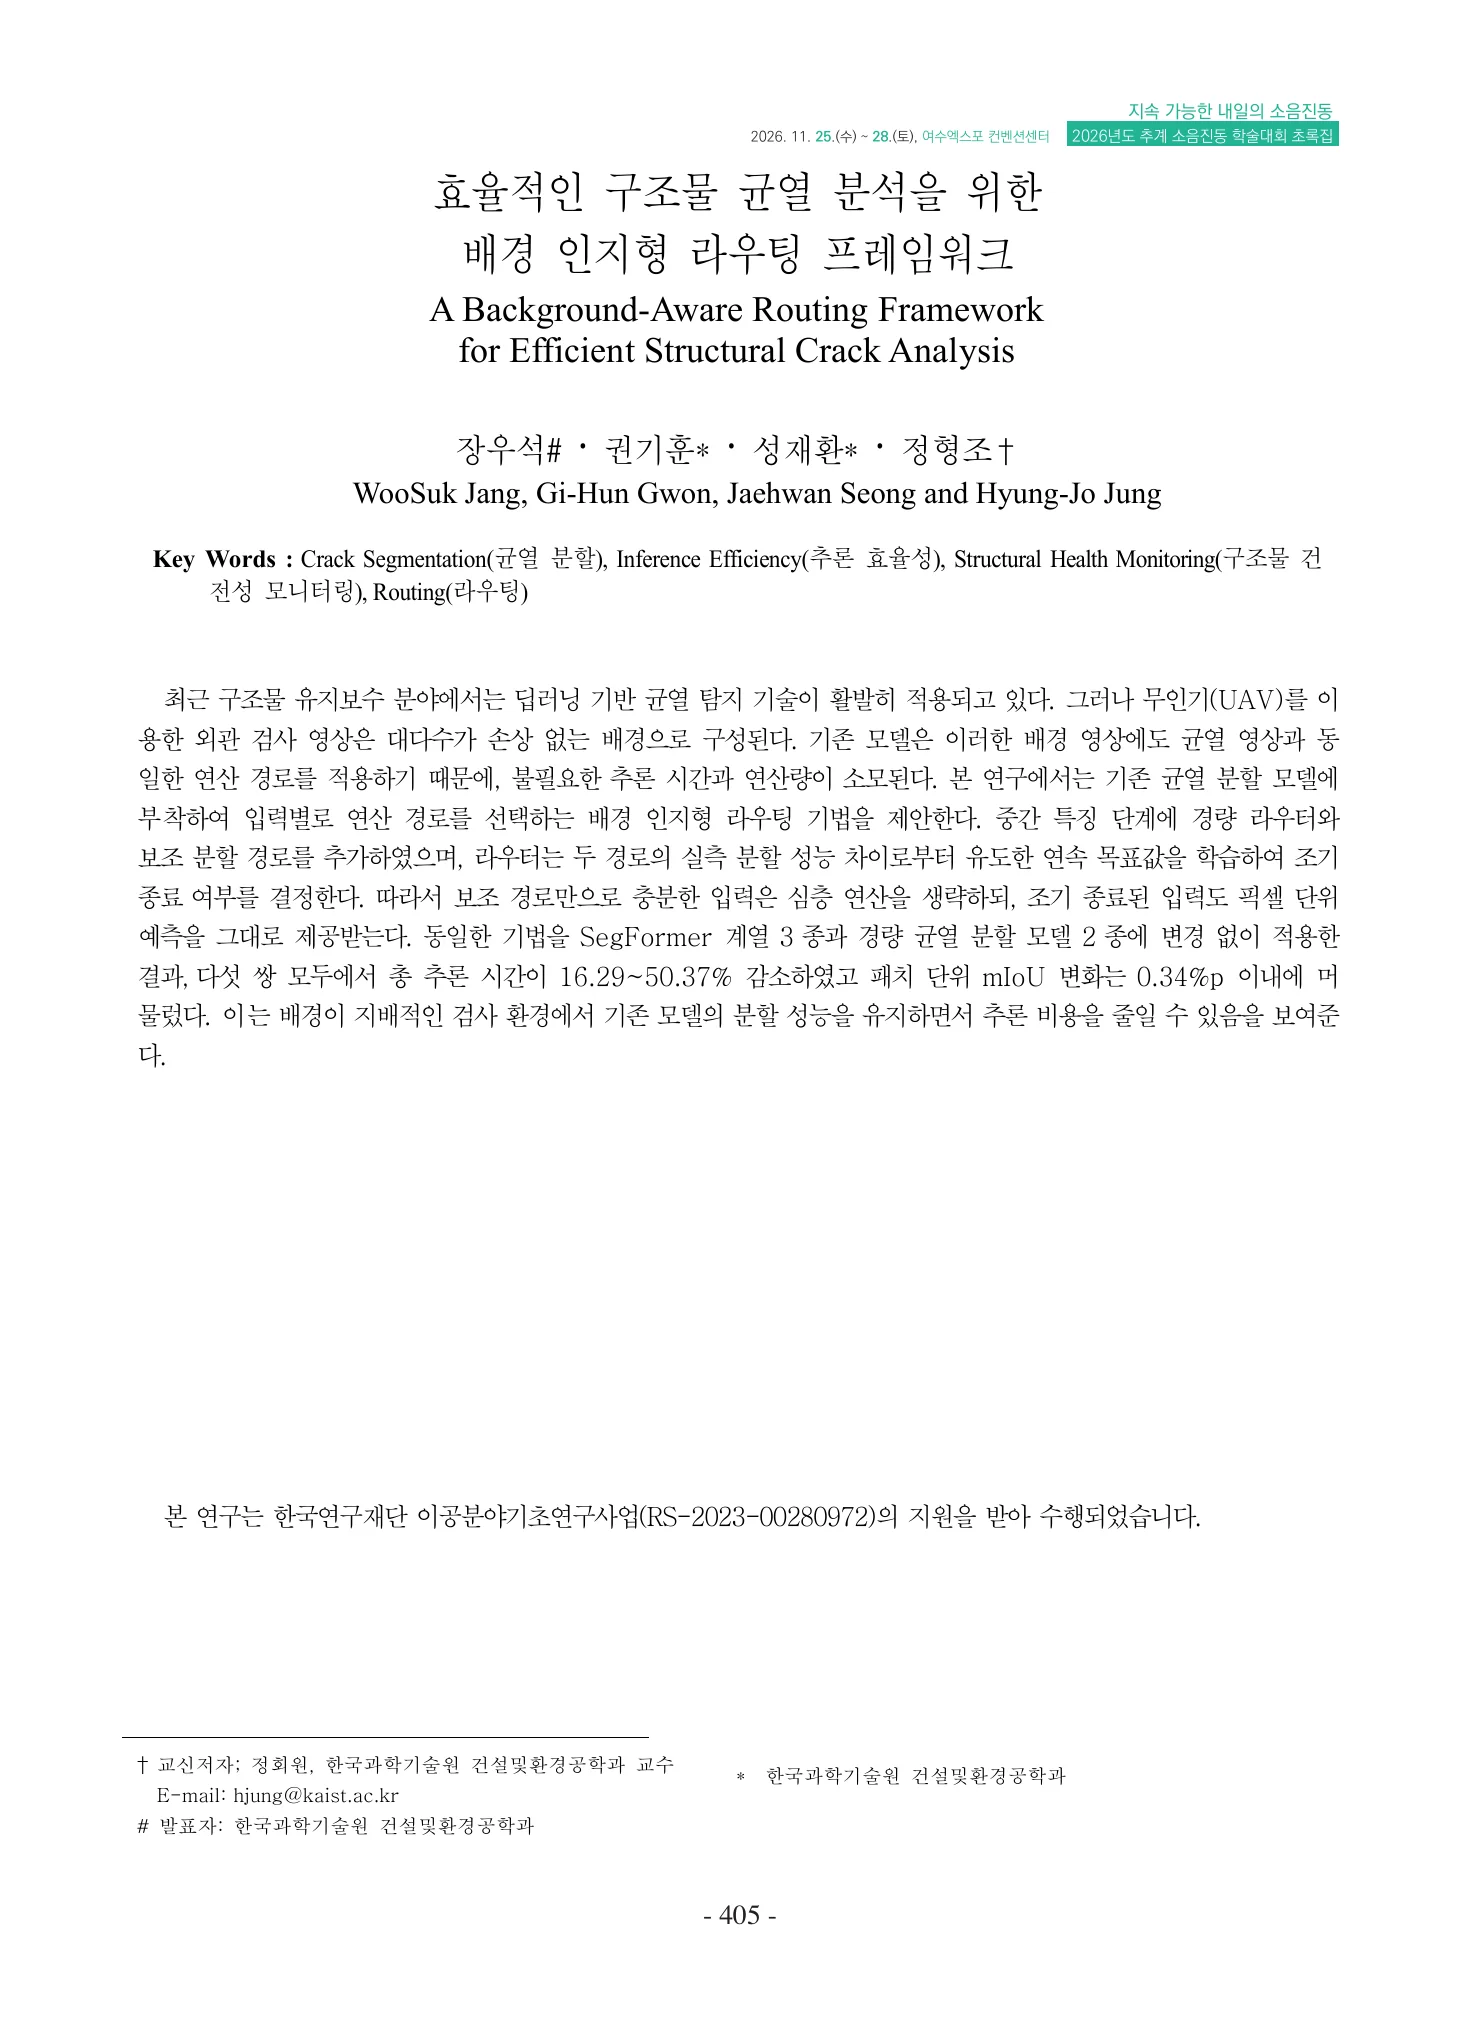 지속 가능한 내일의 소음진동
2026. 11. 25.(수) ~ 28.(토), 여수엑스포 컨벤션센터 2026년도 추계 소음진동 학술대회 초록집
효율적인 구조물 균열 분석을 위한
배경 인지형 라우팅 프레임워크
A Background-Aware Routing Framework
for Efficient Structural Crack Analysis
장우석# · 권기훈* · 성재환* · 정형조†
WooSuk Jang, Gi-Hun Gwon, Jaehwan Seong and Hyung-Jo Jung
Key Words : Crack Segmentation(균열 분할), Inference Efficiency(추론 효율성), Structural Health Monitoring(구조물 건
전성 모니터링), Routing(라우팅)
최근 구조물 유지보수 분야에서는 딥러닝 기반 균열 탐지 기술이 활발히 적용되고 있다. 그러나 무인기(UAV)를 이
용한 외관 검사 영상은 대다수가 손상 없는 배경으로 구성된다. 기존 모델은 이러한 배경 영상에도 균열 영상과 동
일한 연산 경로를 적용하기 때문에, 불필요한 추론 시간과 연산량이 소모된다. 본 연구에서는 기존 균열 분할 모델에
부착하여 입력별로 연산 경로를 선택하는 배경 인지형 라우팅 기법을 제안한다. 중간 특징 단계에 경량 라우터와
보조 분할 경로를 추가하였으며, 라우터는 두 경로의 실측 분할 성능 차이로부터 유도한 연속 목표값을 학습하여 조기
종료 여부를 결정한다. 따라서 보조 경로만으로 충분한 입력은 심층 연산을 생략하되, 조기 종료된 입력도 픽셀 단위
예측을 그대로 제공받는다. 동일한 기법을 SegFormer 계열 3종과 경량 균열 분할 모델 2종에 변경 없이 적용한
결과, 다섯 쌍 모두에서 총 추론 시간이 16.29~50.37% 감소하였고 패치 단위 mIoU 변화는 0.34%p 이내에 머
물렀다. 이는 배경이 지배적인 검사 환경에서 기존 모델의 분할 성능을 유지하면서 추론 비용을 줄일 수 있음을 보여준
다.
본 연구는 한국연구재단 이공분야기초연구사업(RS-2023-00280972)의 지원을 받아 수행되었습니다.
† 교신저자; 정회원, 한국과학기술원 건설및환경공학과 교수
E-mail: hjung@kaist.ac.kr
# 발표자: 한국과학기술원 건설및환경공학과
* 한국과학기술원 건설및환경공학과
- 405 -